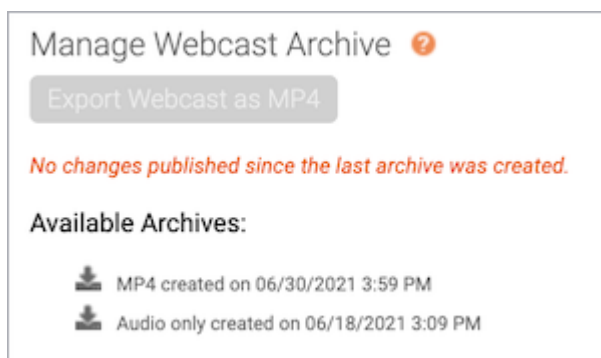 Manage Webcast Archive ?
Export Webcast as MP4
No changes published since the last archive was created.
Available Archives:
MP4 created on 06/30/2021 3:59 PM
Audio only created on 06/18/2021 3:09 PM